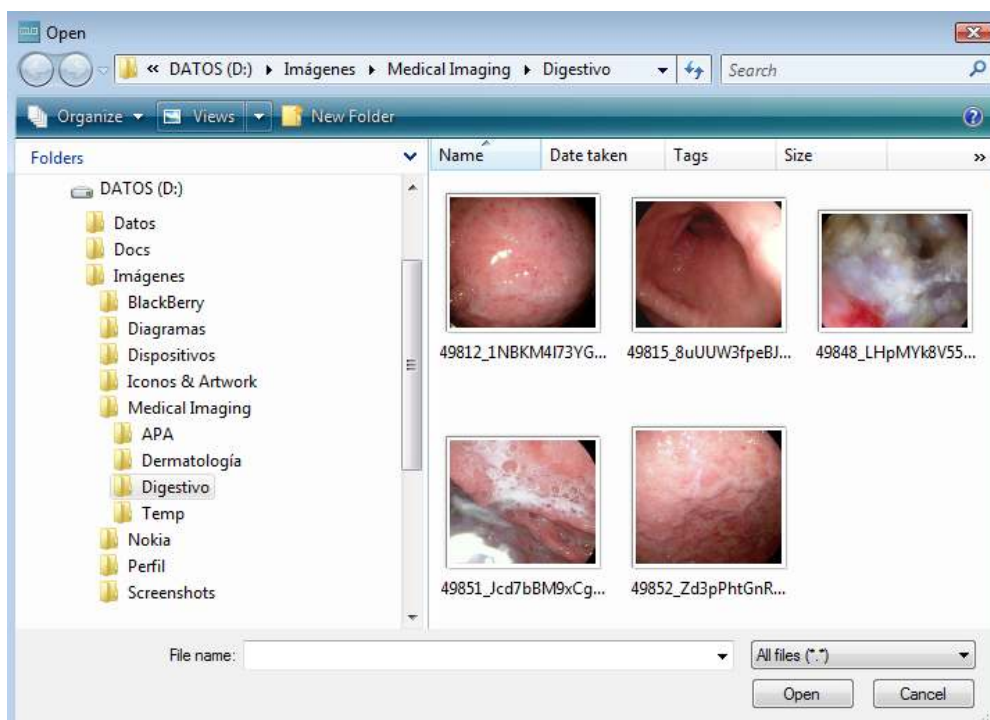 Open
« DATOS (D:) Imágenes Medical Imaging Digestivo Search
Organize Views New Folder
Folders
DATOS (D:)
Datos
Docs
Imágenes
BlackBerry
Diagramas
Dispositivos
Iconos & Artwork
Medical Imaging
APA
Dermatología
Digestivo
Temp
Nokia
Perfil
Screenshots
Name Date taken Tags Size »
49812_1NBKM4I73YG... 49815_8uUUW3fpeBJ... 49848_LHpMYk8V55...
49851_Jcd7bBM9xCg... 49852_Zd3pPhtGnR...
File name: All files (*.*)
Open Cancel